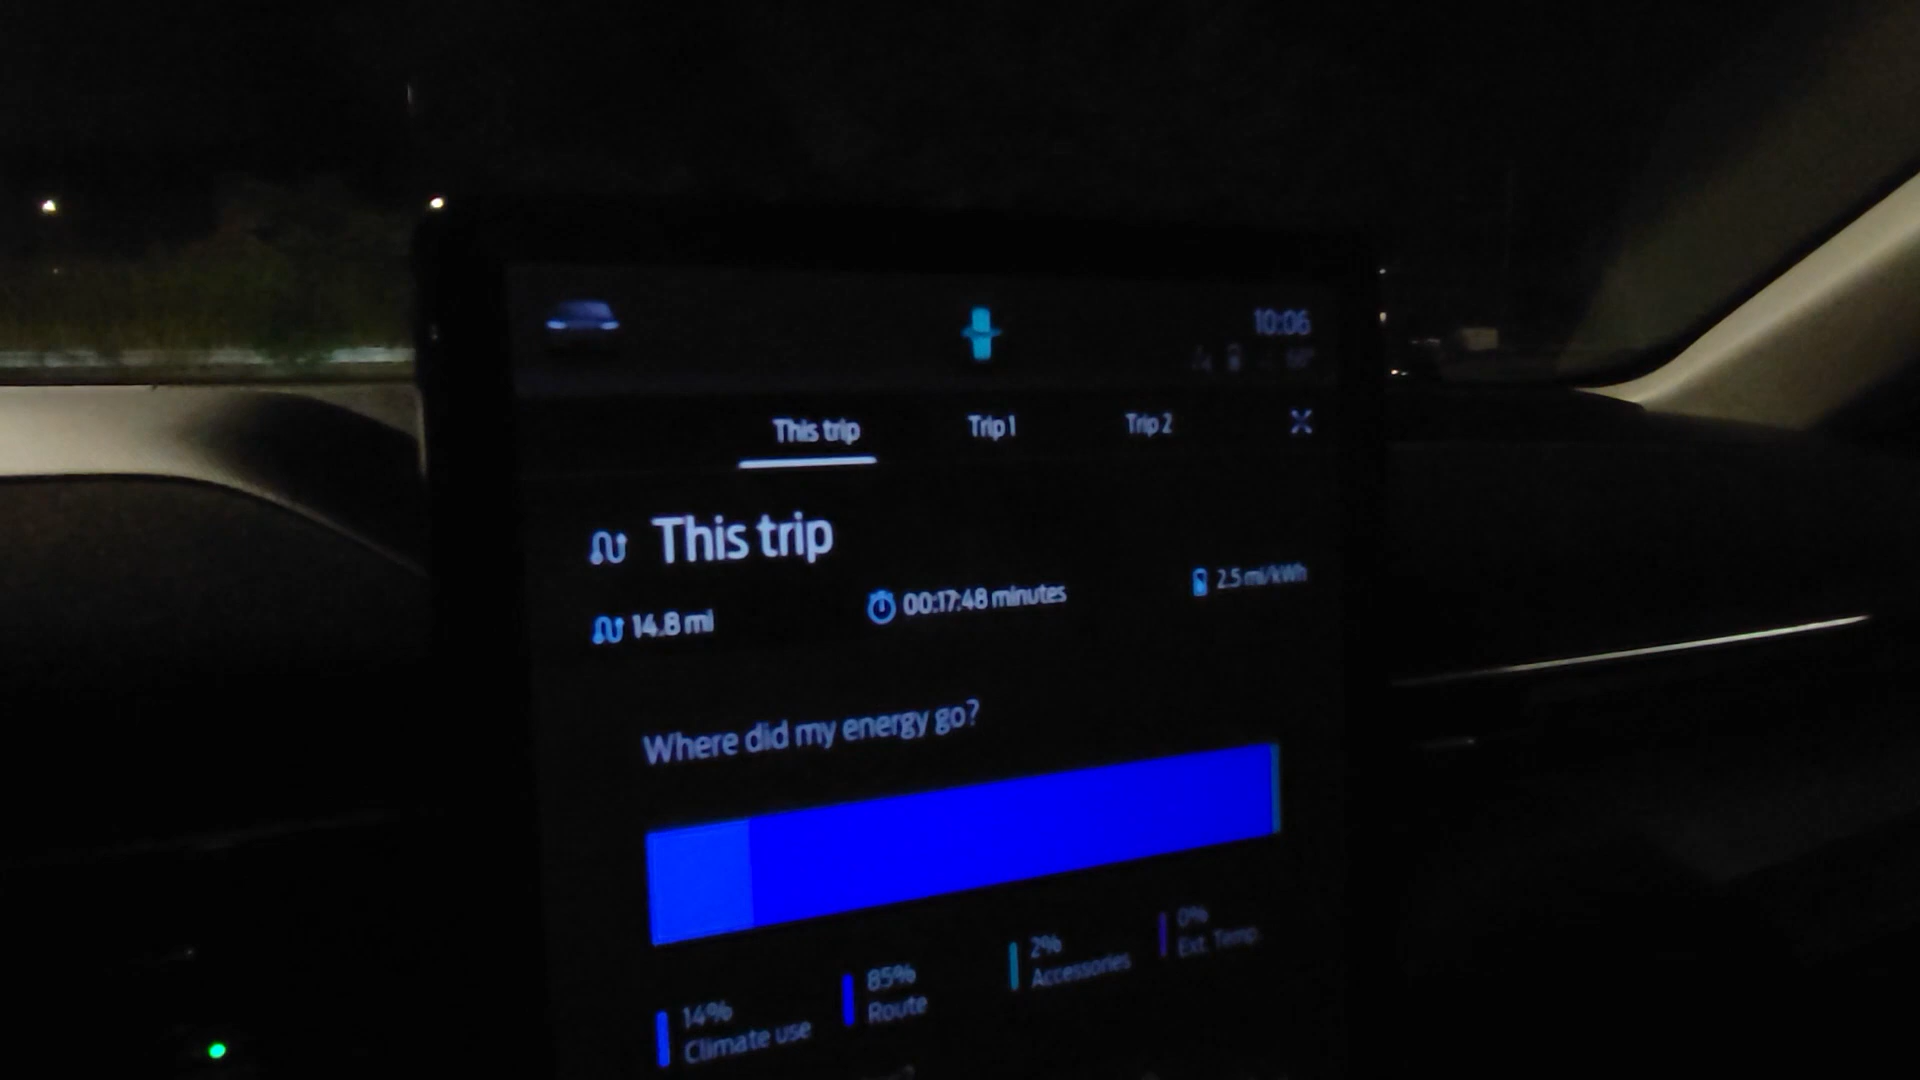 10:06
This trip
Trip 1
Trip 2
This trip
14.8 mi
00:17:48 minutes
2.5 mi/kWh
Where did my energy go?
14%
Climate use
85%
Route
2%
Accessories
0%
Ext. Temp.